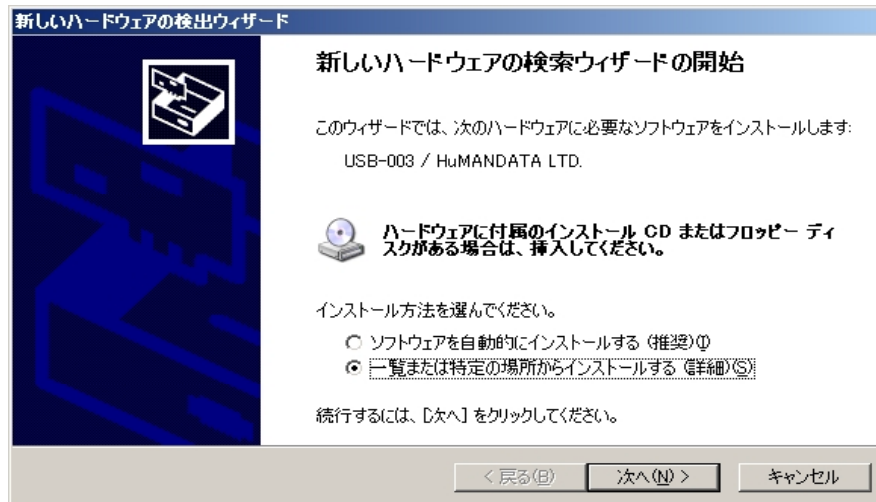 新しいハードウェアの検出ウィザード
新しいハードウェアの検索ウィザードの開始
このウィザードでは、次のハードウェアに必要なソフトウェアをインストールします:
USB-003 / HuMANDATA LTD.
ハードウェアに付属のインストール CD またはフロッピー ディ
スクがある場合は、挿入してください。
インストール方法を選んでください。
ソフトウェアを自動的にインストールする (推奨)(I)
一覧または特定の場所からインストールする (詳細)(S)
続行するには、[次へ] をクリックしてください。
< 戻る(B)
次へ(N) >
キャンセル